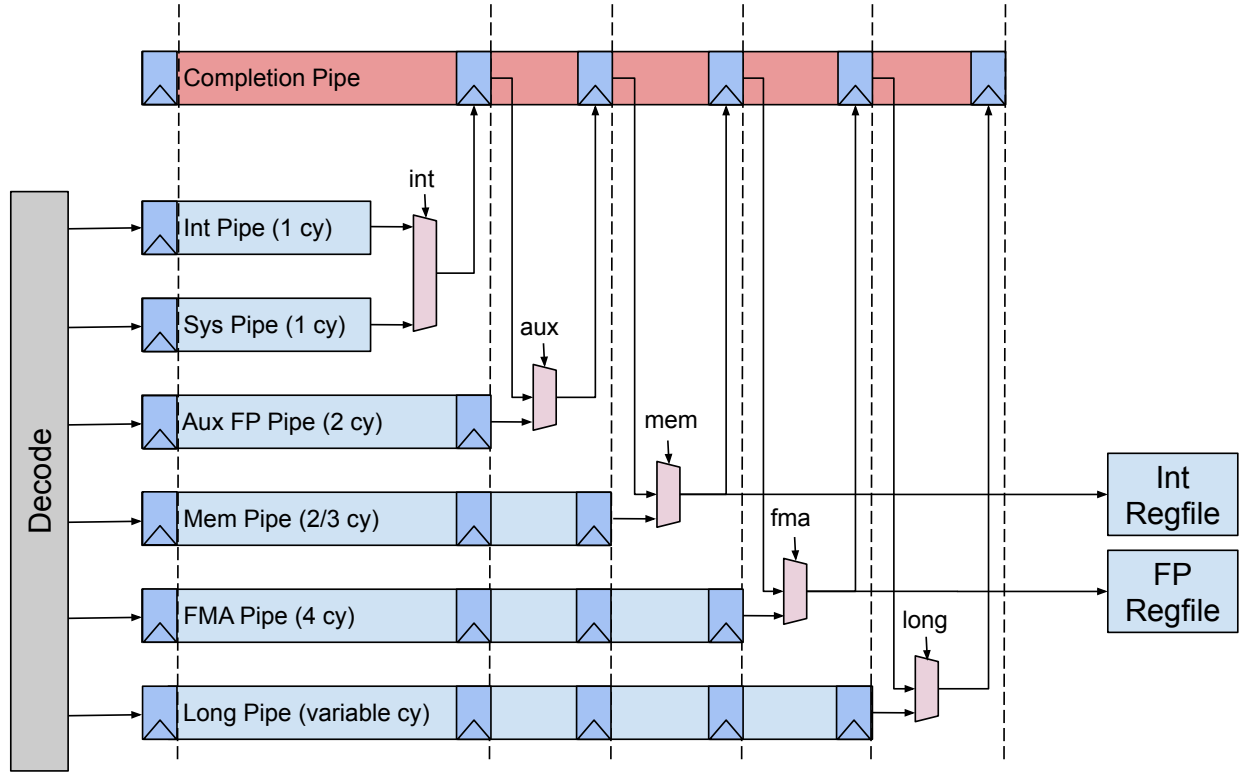 Completion Pipe
int
Int Pipe (1 cy)
Sys Pipe (1 cy)
aux
Aux FP Pipe (2 cy)
mem
Decode
Mem Pipe (2/3 cy)
Int
Regfile
fma
FMA Pipe (4 cy)
FP
Regfile
long
Long Pipe (variable cy)